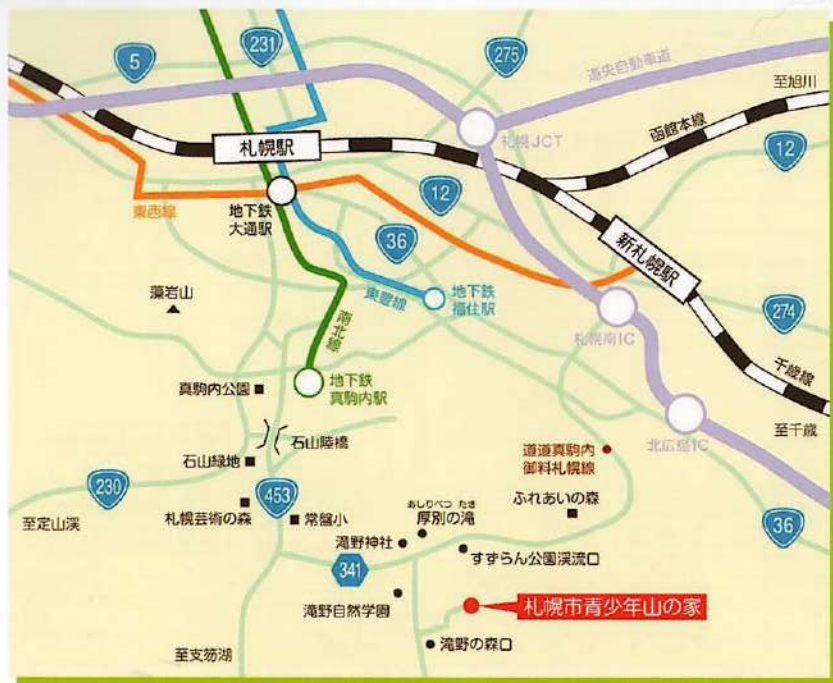 5
231
275
道央自動車道
至旭川
札幌JCT
函館本線
12
札幌駅
東西線
地下鉄
大通駅
12
36
新札幌駅
藻岩山
東豊線
地下鉄
福住駅
274
南北線
札幌南IC
千歳線
真駒内公園
地下鉄
真駒内駅
至千歳
北広島IC
石山陸橋
石山緑地
道道真駒内
御料札幌線
230
453
ふれあいの森
札幌芸術の森
常盤小
あしりべつ たき
厚別の滝
至定山渓
滝野神社
すずらん公園渓流口
36
341
滝野自然学園
札幌市青少年山の家
滝野の森口
至支笏湖